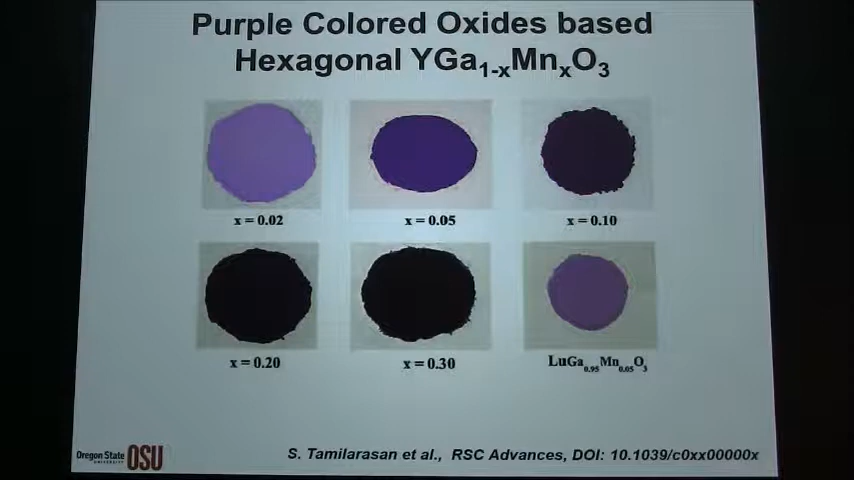 Purple Colored Oxides based
Hexagonal YGa1-xMnxO3
x = 0.02
x = 0.05
x = 0.10
x = 0.20
x = 0.30
LuGa0.95Mn0.05O3
Oregon State
UNIVERSITY
OSU
S. Tamilarasan et al., RSC Advances, DOI: 10.1039/c0xx00000x